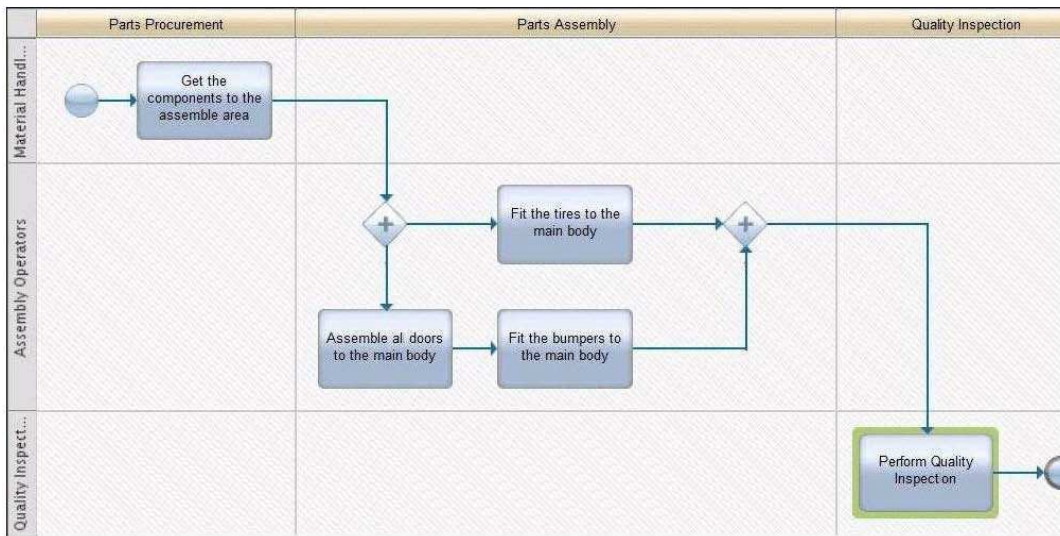 Parts Procurement
Parts Assembly
Quality Inspection
Material Handl...
Get the
components to the
assemble area
Assembly Operators
Fit the tires to the
main body
Assemble al doors
to the main body
Fit the bumpers to
the main body
Quality Inspect...
Perform Quality
Inspection